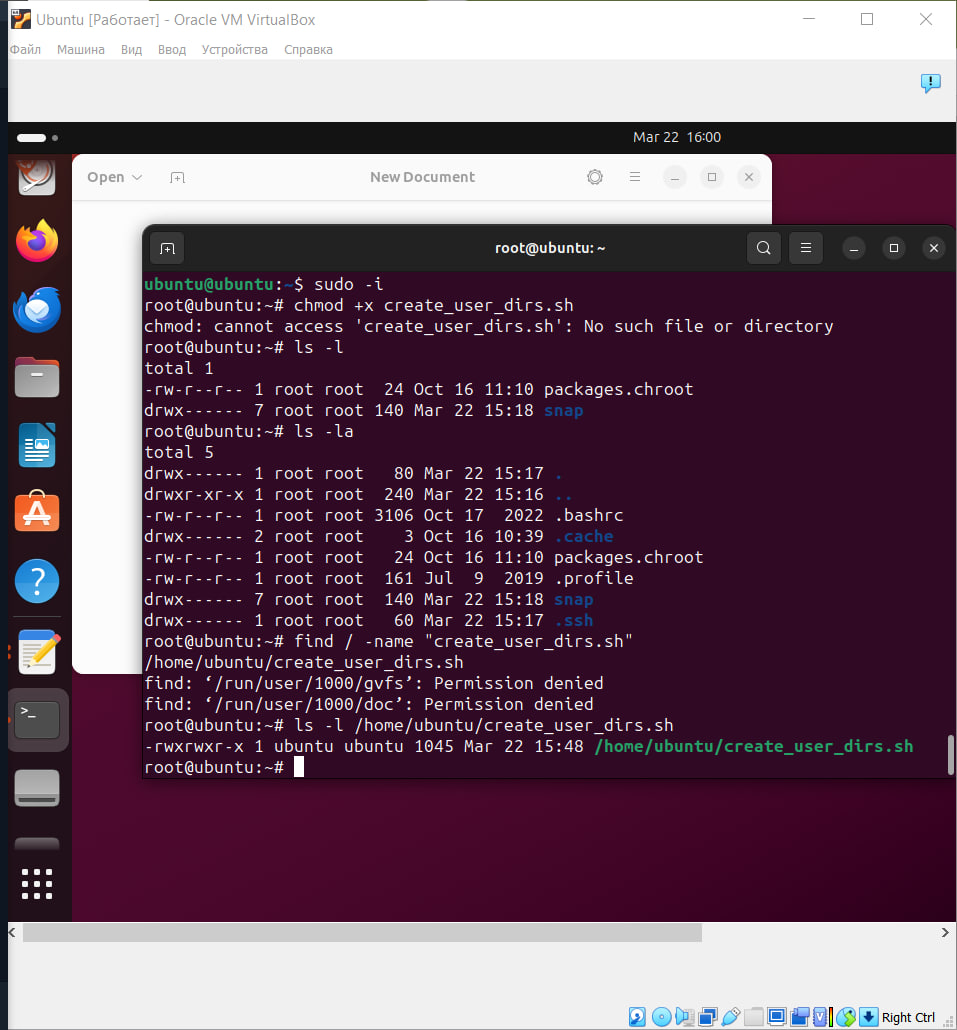 Ubuntu [Работает] - Oracle VM VirtualBox
Файл Машина Вид Ввод Устройства Справка
Mar 22 16:00
Open New Document
root@ubuntu: ~
ubuntu@ubuntu:~$ sudo -i
root@ubuntu:~# chmod +x create_user_dirs.sh
chmod: cannot access 'create_user_dirs.sh': No such file or directory
root@ubuntu:~# ls -l
total 1
-rw-r--r-- 1 root root  24 Oct 16 11:10 packages.chroot
drwx------ 7 root root 140 Mar 22 15:18 snap
root@ubuntu:~# ls -la
total 5
drwx------ 1 root root   80 Mar 22 15:17 .
drwxr-xr-x 1 root root  240 Mar 22 15:16 ..
-rw-r--r-- 1 root root 3106 Oct 17  2022 .bashrc
drwx------ 2 root root    3 Oct 16 10:39 .cache
-rw-r--r-- 1 root root   24 Oct 16 11:10 packages.chroot
-rw-r--r-- 1 root root  161 Jul  9  2019 .profile
drwx------ 7 root root  140 Mar 22 15:18 snap
drwx------ 1 root root   60 Mar 22 15:17 .ssh
root@ubuntu:~# find / -name "create_user_dirs.sh"
/home/ubuntu/create_user_dirs.sh
find: ‘/run/user/1000/gvfs’: Permission denied
find: ‘/run/user/1000/doc’: Permission denied
root@ubuntu:~# ls -l /home/ubuntu/create_user_dirs.sh
-rwxrwxr-x 1 ubuntu ubuntu 1045 Mar 22 15:48 /home/ubuntu/create_user_dirs.sh
root@ubuntu:~#
Right Ctrl